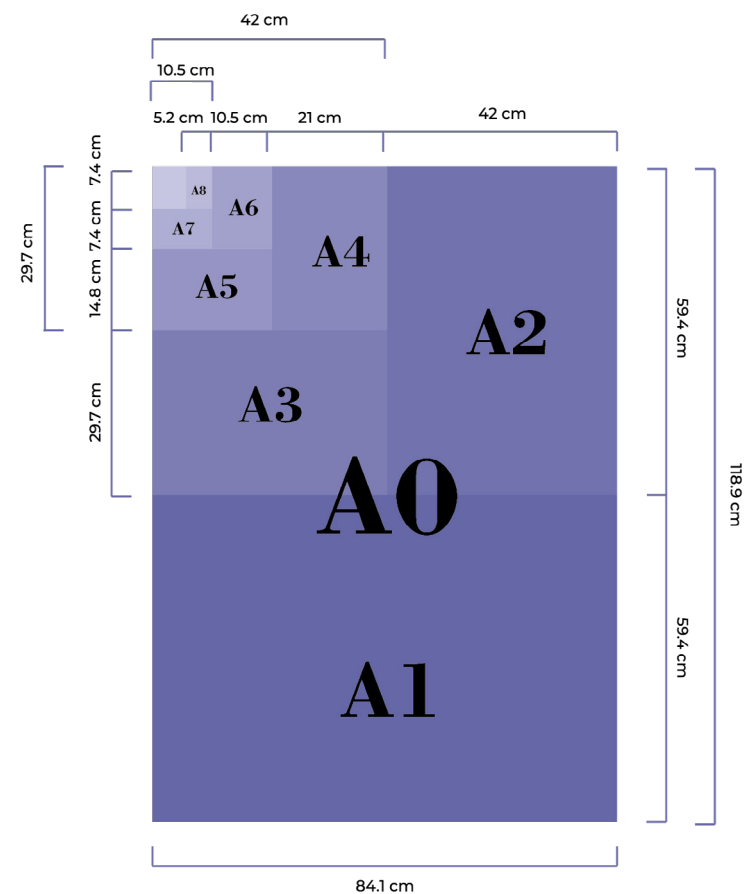 42 cm
10.5 cm
5.2 cm 10.5 cm 21 cm 42 cm
7.4 cm
7.4 cm
14.8 cm
29.7 cm
29.7 cm
A8
A7
A6
A5
A4
A3
A2
A0
A1
59.4 cm
59.4 cm
118.9 cm
84.1 cm